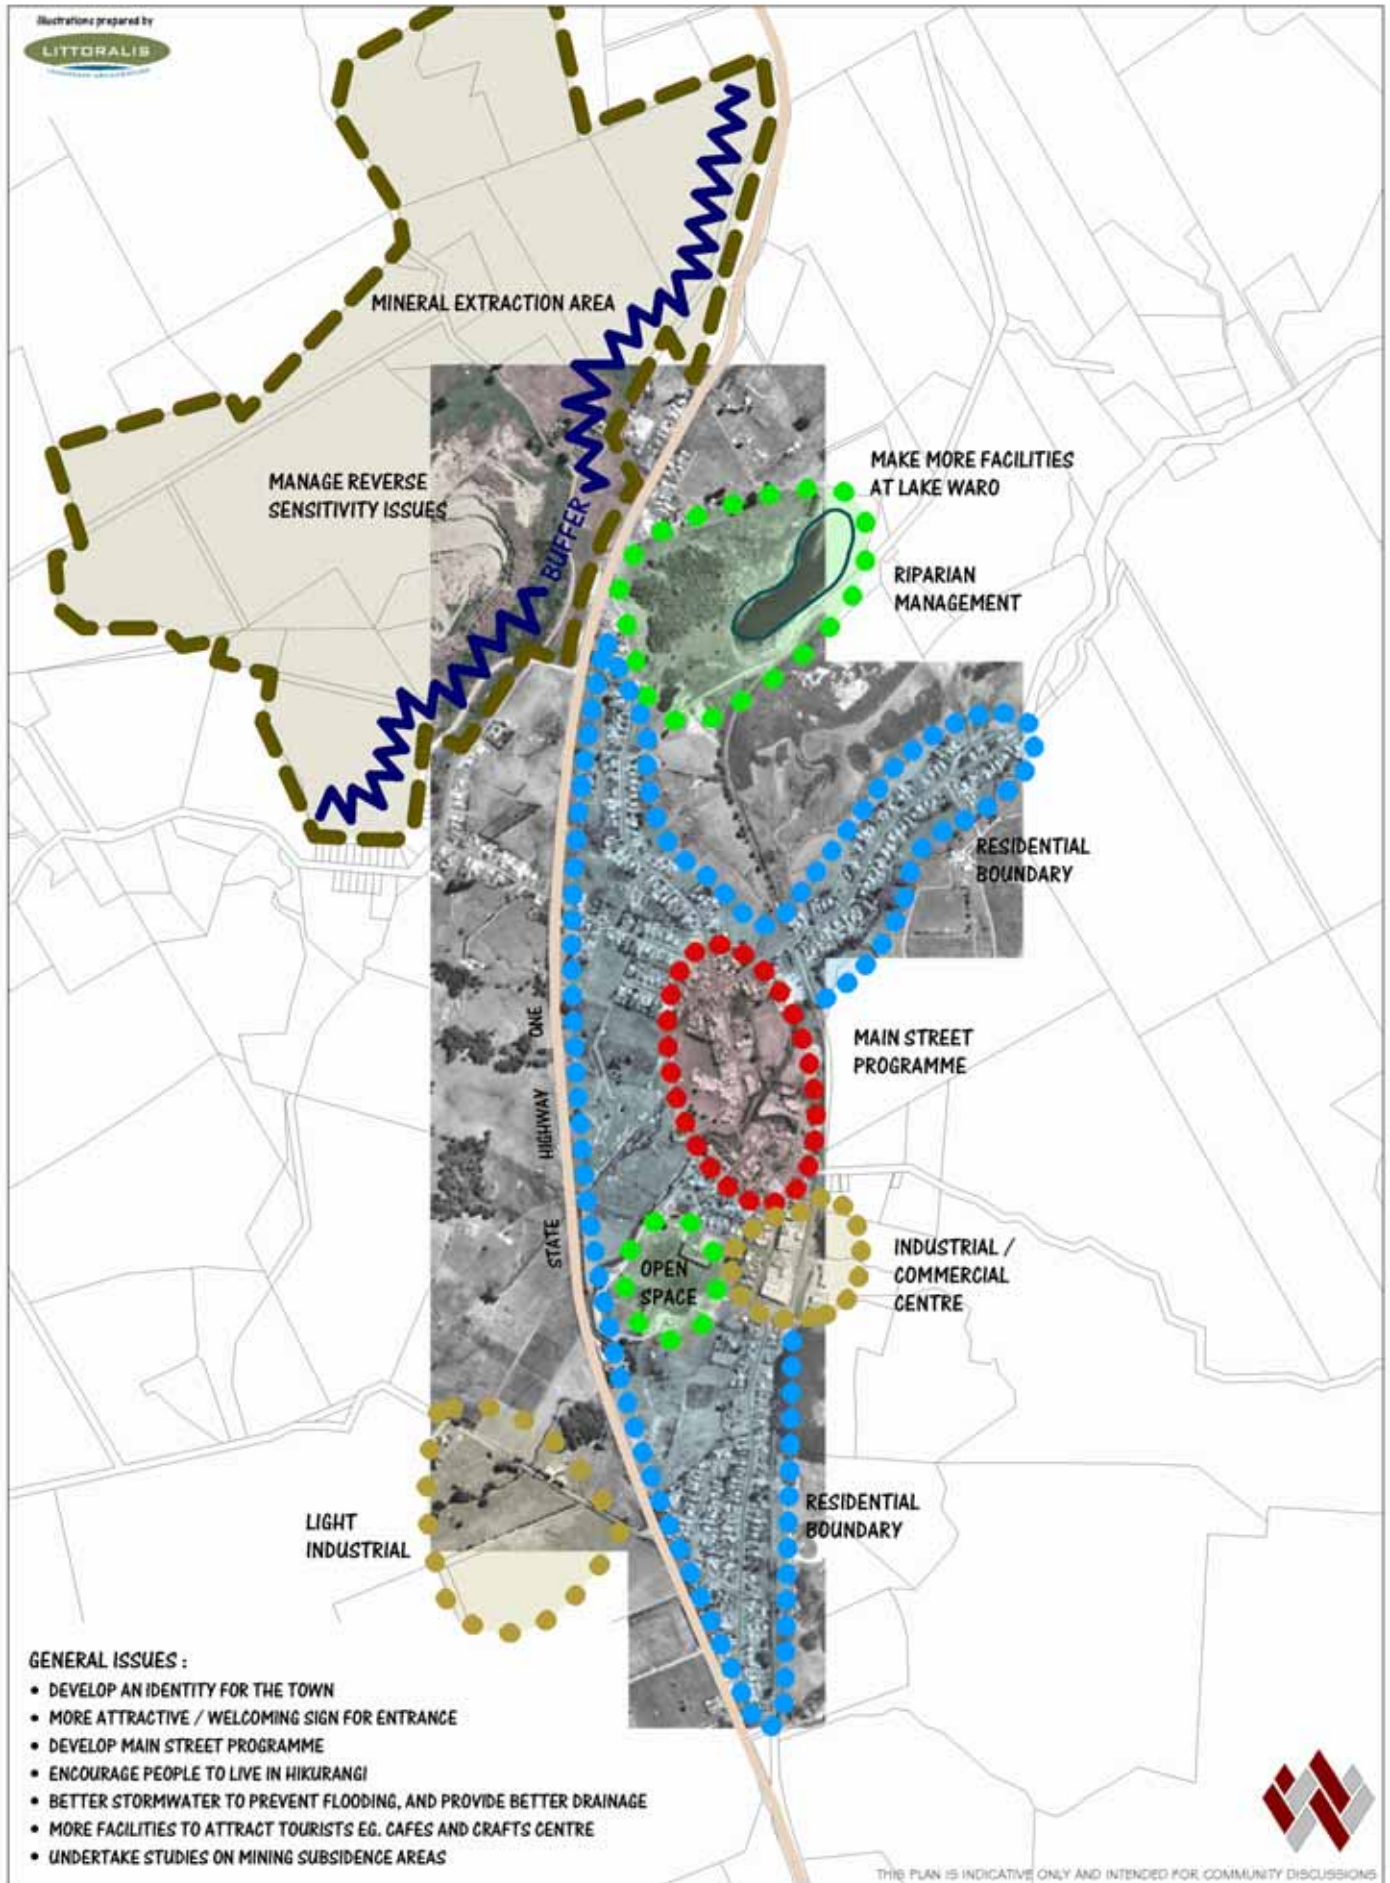 Illustrations prepared by
LITTORALIS
LANDSCAPE ARCHITECTURE
MINERAL EXTRACTION AREA
MANAGE REVERSE
SENSITIVITY ISSUES
BUFFER
MAKE MORE FACILITIES
AT LAKE WARO
RIPARIAN
MANAGEMENT
RESIDENTIAL
BOUNDARY
MAIN STREET
PROGRAMME
STATE HIGHWAY ONE
OPEN
SPACE
INDUSTRIAL /
COMMERCIAL
CENTRE
LIGHT
INDUSTRIAL
RESIDENTIAL
BOUNDARY
GENERAL ISSUES :
• DEVELOP AN IDENTITY FOR THE TOWN
• MORE ATTRACTIVE / WELCOMING SIGN FOR ENTRANCE
• DEVELOP MAIN STREET PROGRAMME
• ENCOURAGE PEOPLE TO LIVE IN HIKURANGI
• BETTER STORMWATER TO PREVENT FLOODING, AND PROVIDE BETTER DRAINAGE
• MORE FACILITIES TO ATTRACT TOURISTS EG. CAFES AND CRAFTS CENTRE
• UNDERTAKE STUDIES ON MINING SUBSIDENCE AREAS
THIS PLAN IS INDICATIVE ONLY AND INTENDED FOR COMMUNITY DISCUSSIONS